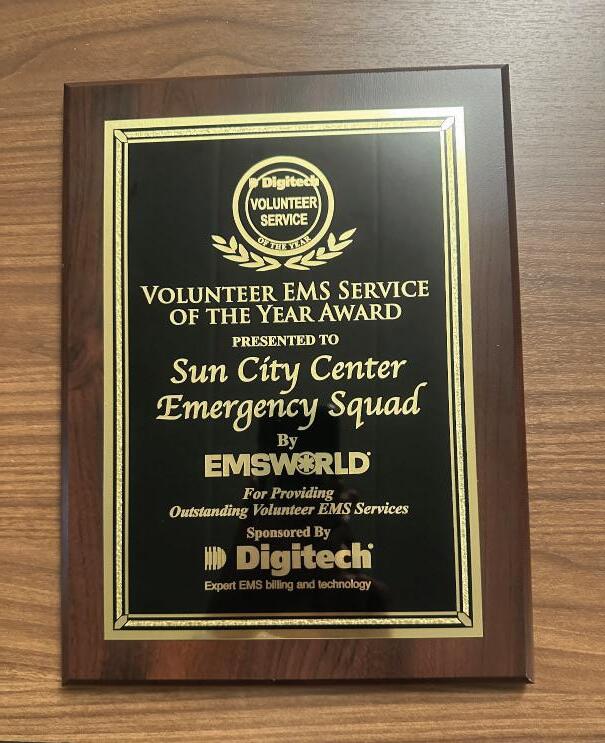 Digitech
VOLUNTEER
SERVICE
OF THE YEAR
VOLUNTEER EMS SERVICE
OF THE YEAR AWARD
PRESENTED TO
Sun City Center
Emergency Squad
By
EMSWORLD
For Providing
Outstanding Volunteer EMS Services
Sponsored By
Digitech
Expert EMS billing and technology